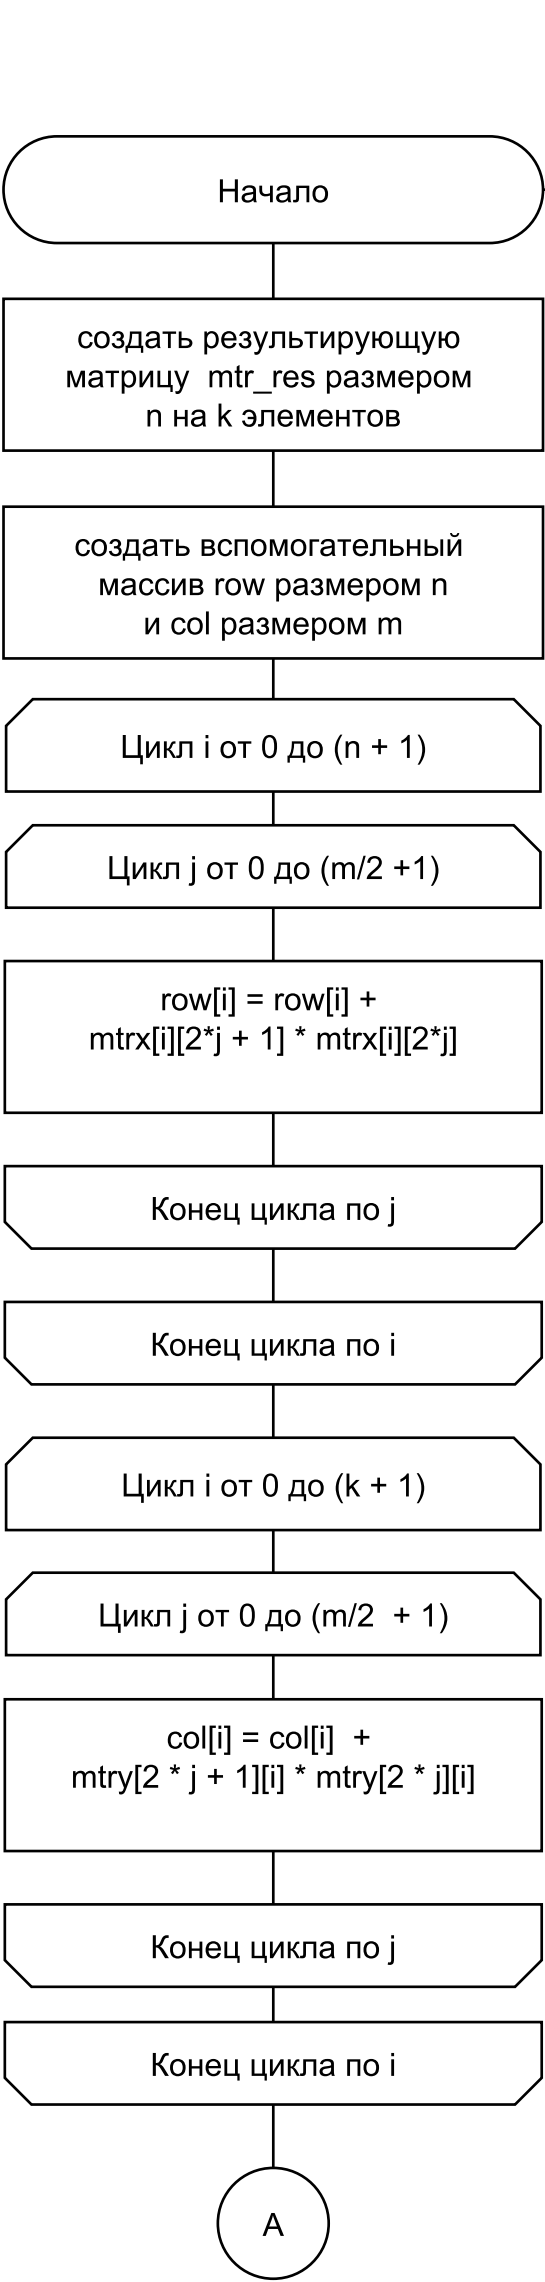 Начало
создать результирующую
матрицу  mtr_res размером
n на k элементов
создать вспомогательный
массив row размером n
и col размером m
Цикл i от 0 до (n + 1)
Цикл j от 0 до (m/2 +1)
row[i] = row[i] +
mtrx[i][2*j + 1] * mtrx[i][2*j]
Конец цикла по j
Конец цикла по i
Цикл i от 0 до (k + 1)
Цикл j от 0 до (m/2  + 1)
col[i] = col[i]  +
mtry[2 * j + 1][i] * mtry[2 * j][i]
Конец цикла по j
Конец цикла по i
А